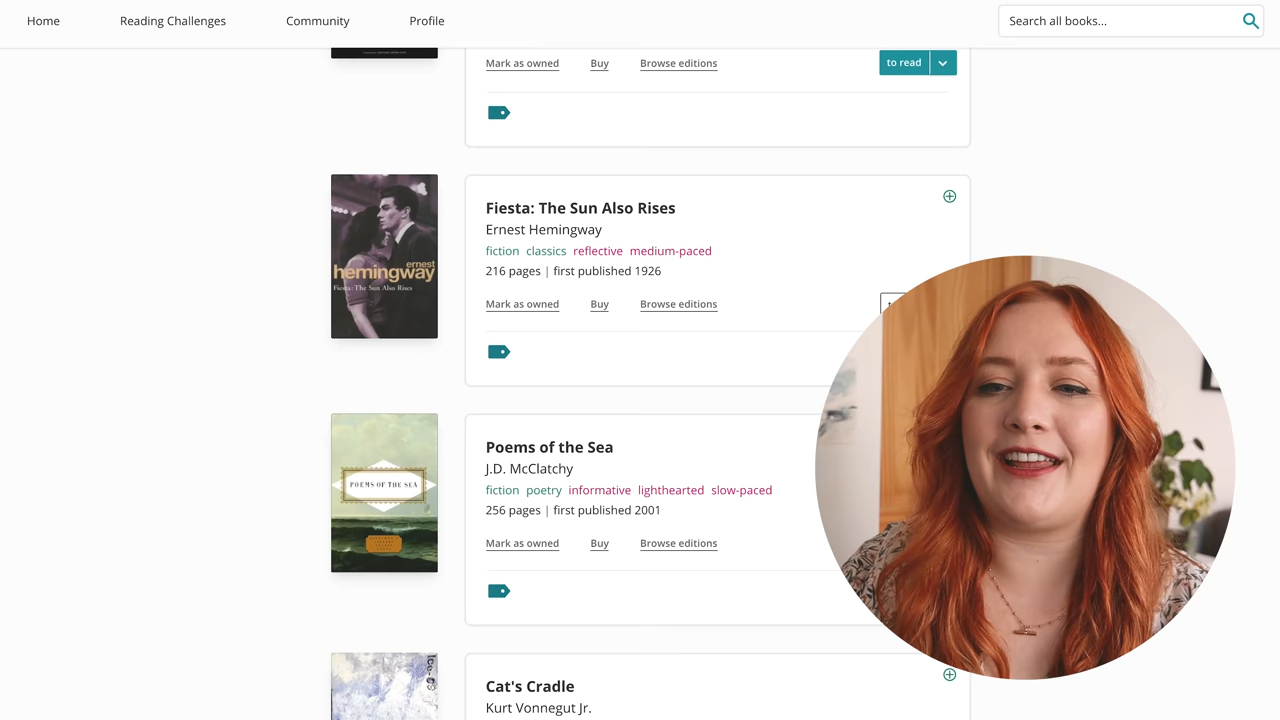 Home Reading Challenges Community Profile Search all books...
Mark as owned Buy Browse editions to read
Fiesta: The Sun Also Rises
Ernest Hemingway
fiction classics reflective medium-paced
216 pages | first published 1926
Mark as owned Buy Browse editions
ernest
hemingway
Fiesta: The Sun Also Rises
Poems of the Sea
J.D. McClatchy
fiction poetry informative lighthearted slow-paced
256 pages | first published 2001
Mark as owned Buy Browse editions
POEMS OF THE SEA
Cat's Cradle
Kurt Vonnegut Jr.